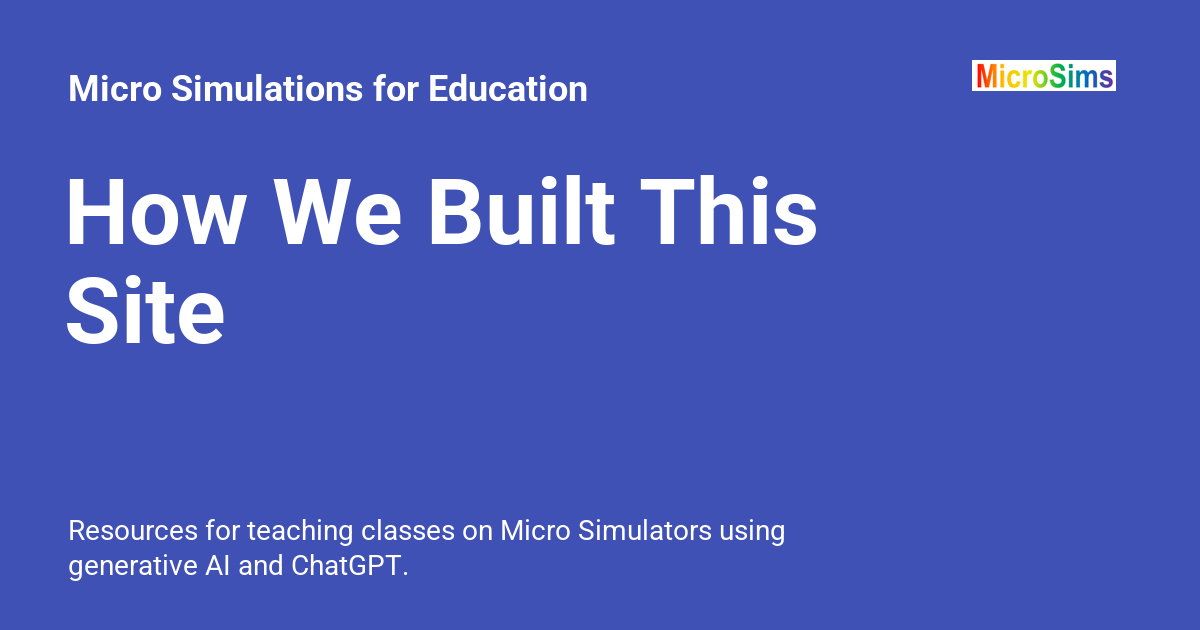 Micro Simulations for Education
MicroSims
How We Built This
Site
Resources for teaching classes on Micro Simulators using
generative AI and ChatGPT.